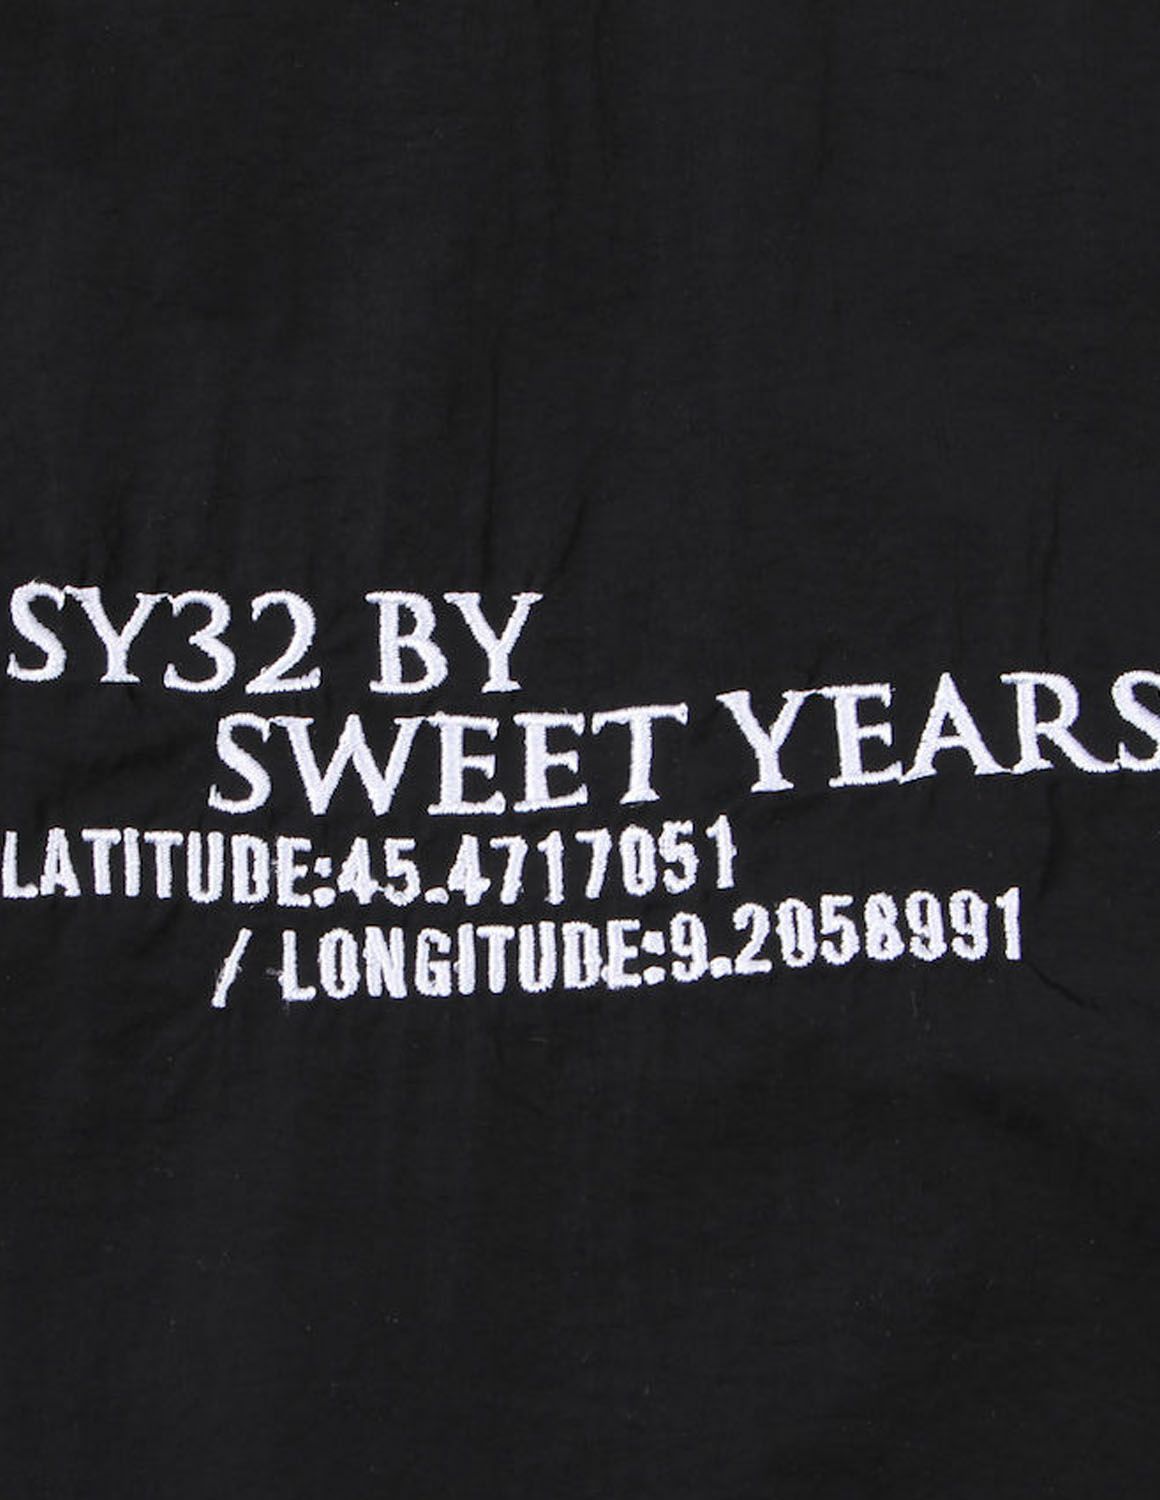 SY32 BY
SWEET YEARS
LATITUDE:45.4717051
/ LONGITUDE:9.2058991